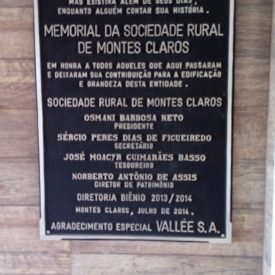 MAS EXISTIRÁ ALÉM DE SEUS DIAS,
ENQUANTO ALGUÉM CONTAR SUA HISTÓRIA.
MEMORIAL DA SOCIEDADE RURAL
DE MONTES CLAROS
EM HONRA A TODOS AQUELES QUE AQUI PASSARAM
E DEIXARAM SUA CONTRIBUIÇÃO PARA A EDIFICAÇÃO
E GRANDEZA DESTA ENTIDADE.
SOCIEDADE RURAL DE MONTES CLAROS
OSMANI BARBOSA NETO
PRESIDENTE
SÉRGIO PERES DIAS DE FIGUEIREDO
SECRETÁRIO
JOSÉ MOACYR GUIMARÃES BASSO
TESOUREIRO
NORBERTO ANTÔNIO DE ASSIS
DIRETOR DE PATRIMÔNIO
DIRETORIA BIÊNIO 2013/2014
MONTES CLAROS, JULHO DE 2014.
AGRADECIMENTO ESPECIAL VALLÉE S.A.